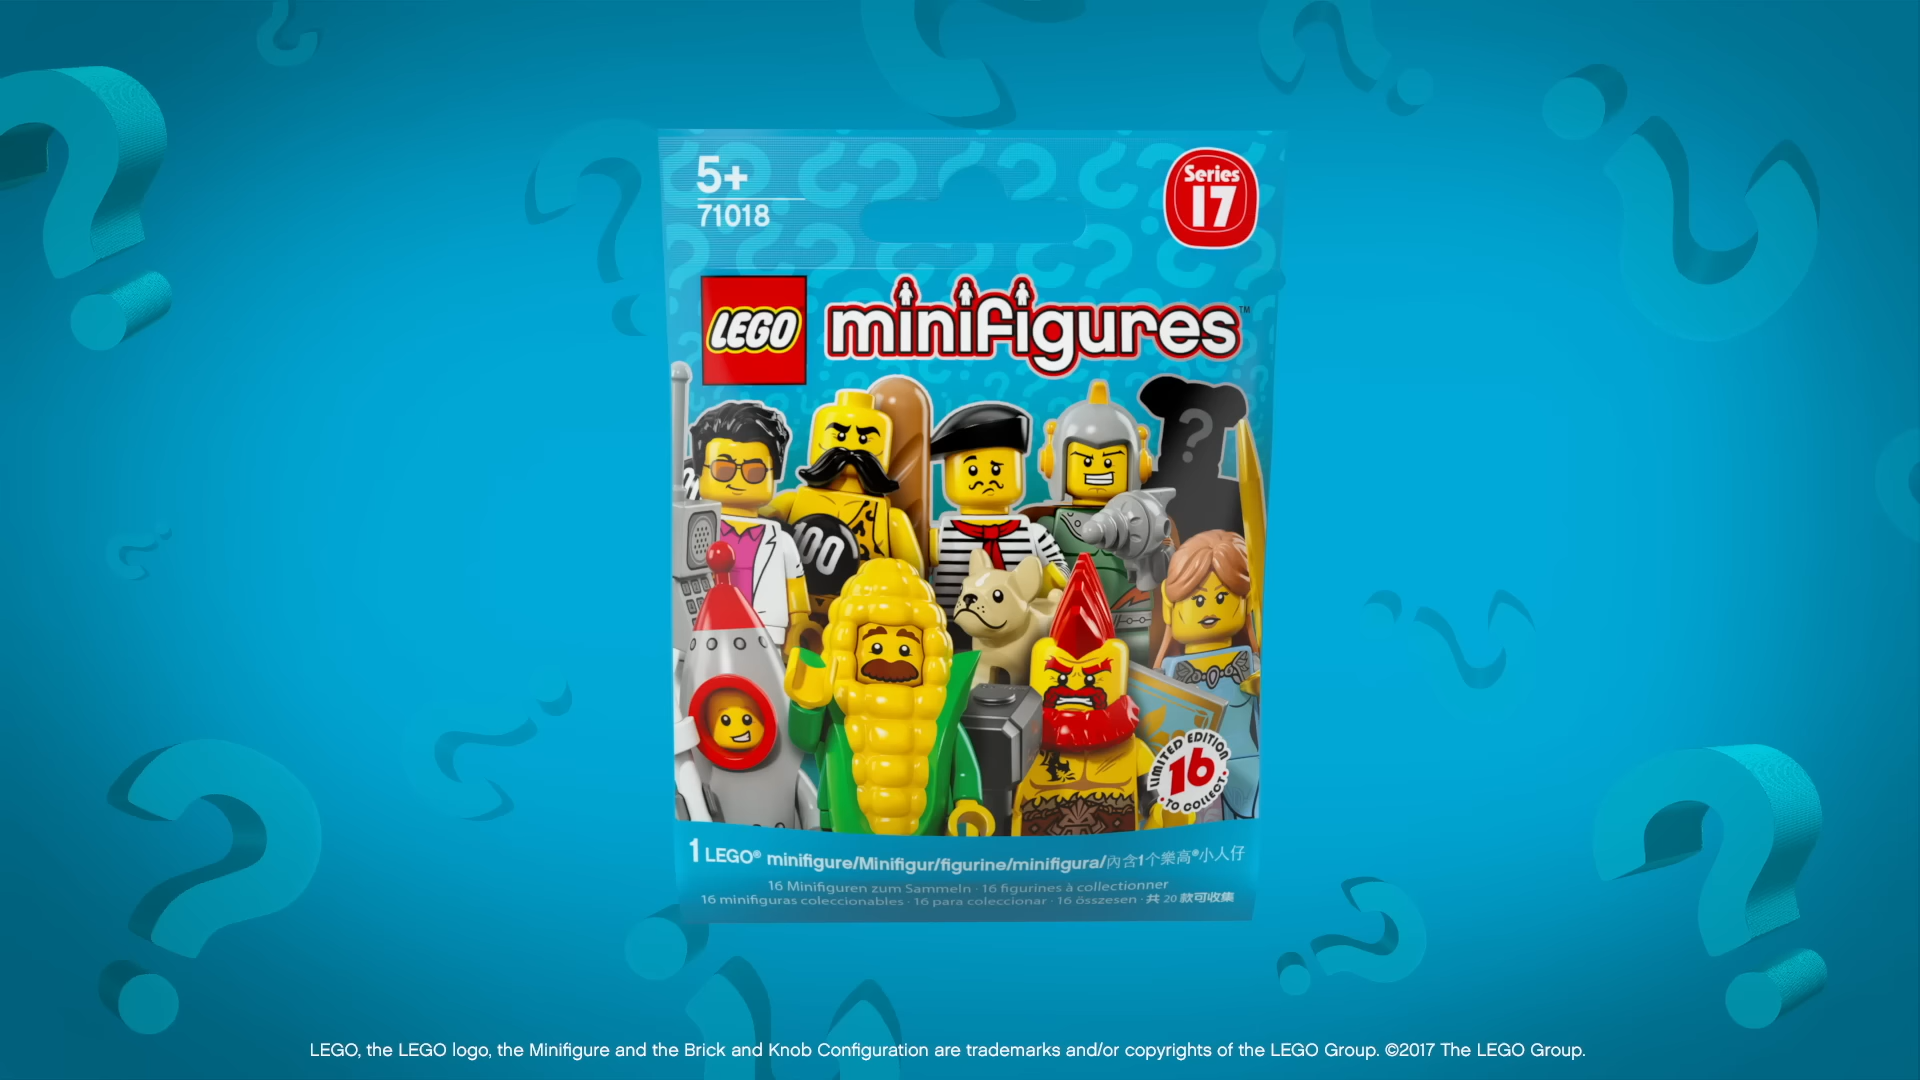 5+
71018
Series
17
LEGO minifigures™
100
?
LIMITED EDITION
16
TO COLLECT
1 LEGO® minifigure/Minifigur/figurine/minifigura/內含1个樂高®小人仔
16 Minifiguren zum Sammeln · 16 figurines à collectionner
16 minifiguras coleccionables · 16 para coleccionar · 16 összesen · 共 20 款可收集
LEGO, the LEGO logo, the Minifigure and the Brick and Knob Configuration are trademarks and/or copyrights of the LEGO Group. ©2017 The LEGO Group.